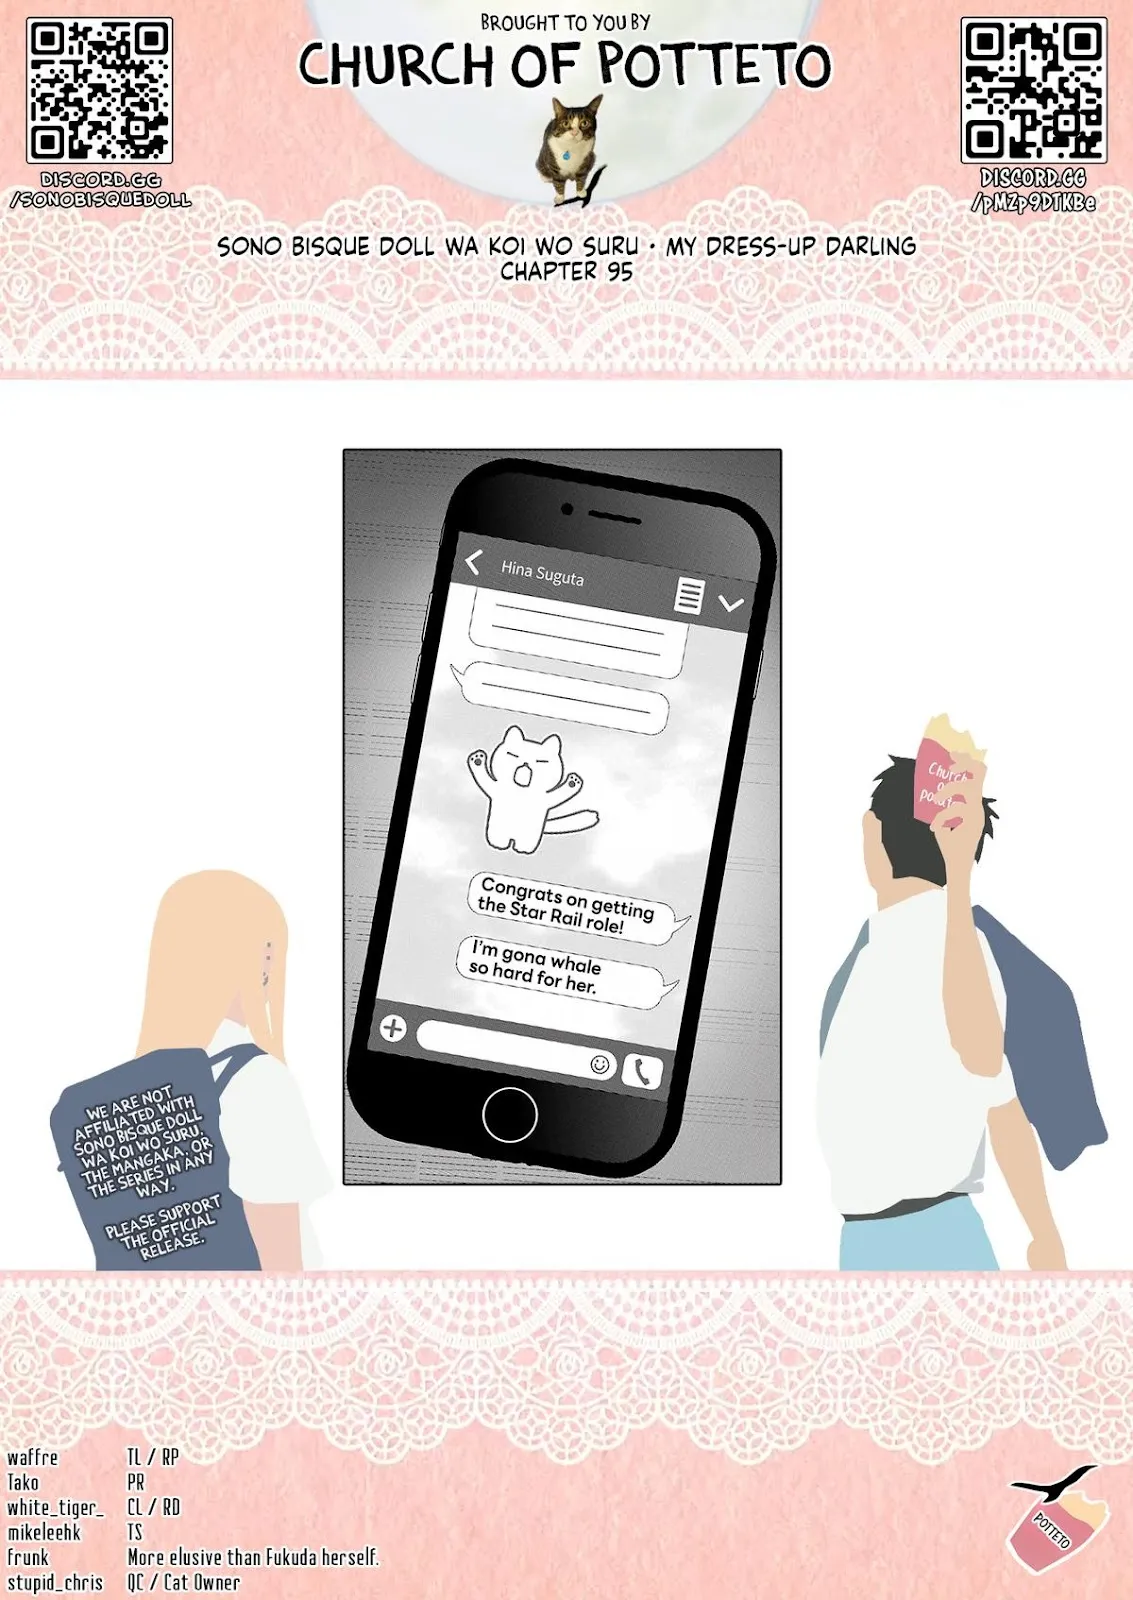 BROUGHT TO YOU BY
CHURCH OF POTTETO
DISCORD.GG
/SONOBISQUEDOLL
DISCORD.GG
/pMZp9DTKBe
SONO BISQUE DOLL WA KOI WO SURU • MY DRESS-UP DARLING
CHAPTER 95
Hina Suguta
Congrats on getting
the Star Rail role!
I'm gona whale
so hard for her.
Church
WE ARE NOT
AFFILIATED WITH
SONO BISQUE DOLL
WA KOI WO SURU,
THE MANGAKA, OR
THE SERIES IN ANY
WAY.
PLEASE SUPPORT
THE OFFICIAL
RELEASE.
waffre TL / RP
Tako PR
white_tiger_ CL / RD
mikeleehk TS
frunk More elusive than Fukuda herself.
stupid_chris QC / Cat Owner
POTTETO